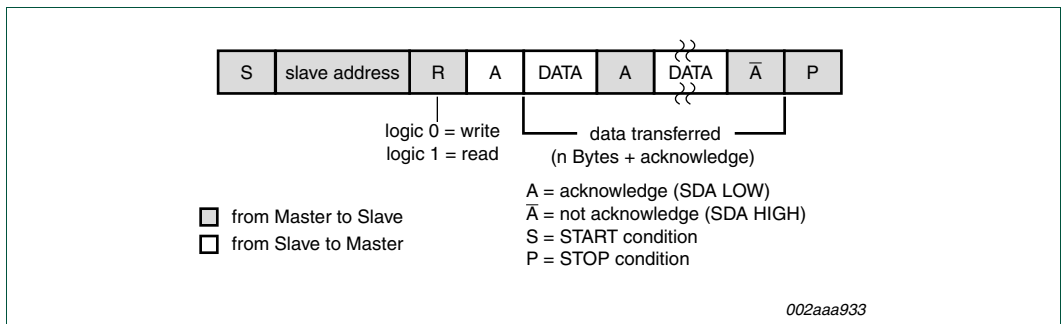 S slave address R A DATA A DATA A̅ P
logic 0 = write
logic 1 = read
data transferred
(n Bytes + acknowledge)
A = acknowledge (SDA LOW)
A̅ = not acknowledge (SDA HIGH)
S = START condition
P = STOP condition
from Master to Slave
from Slave to Master
002aaa933